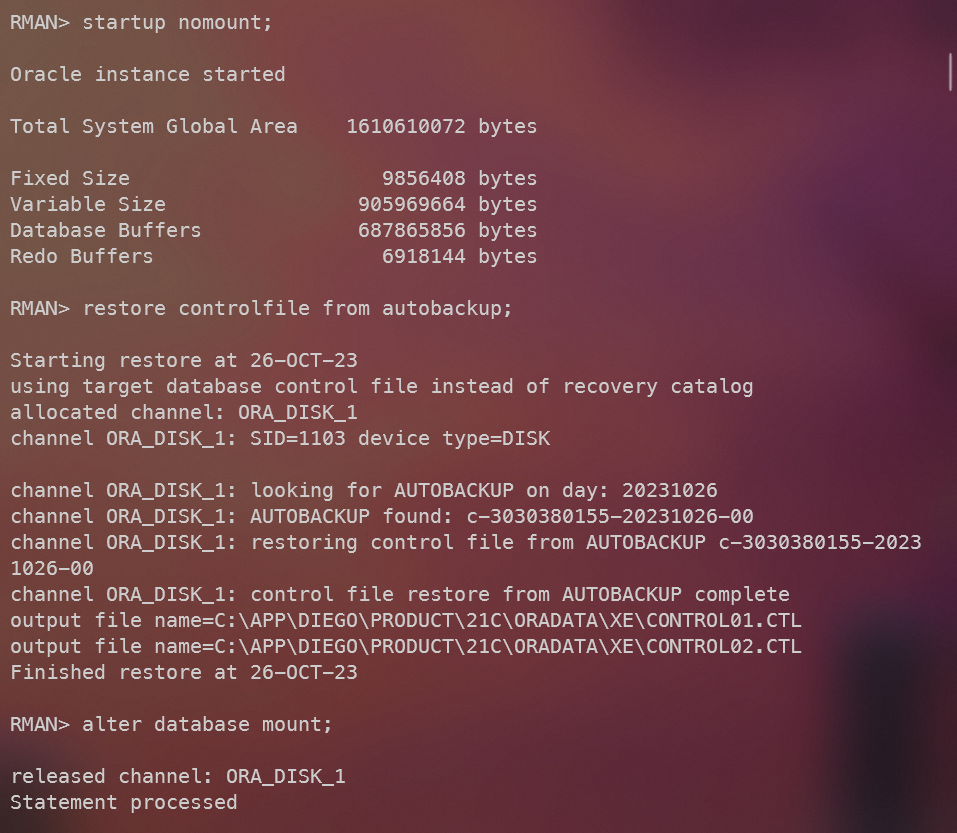 RMAN> startup nomount;
Oracle instance started
Total System Global Area    1610610072 bytes
Fixed Size                     9856408 bytes
Variable Size                905969664 bytes
Database Buffers             687865856 bytes
Redo Buffers                   6918144 bytes
RMAN> restore controlfile from autobackup;
Starting restore at 26-OCT-23
using target database control file instead of recovery catalog
allocated channel: ORA_DISK_1
channel ORA_DISK_1: SID=1103 device type=DISK
channel ORA_DISK_1: looking for AUTOBACKUP on day: 20231026
channel ORA_DISK_1: AUTOBACKUP found: c-3030380155-20231026-00
channel ORA_DISK_1: restoring control file from AUTOBACKUP c-3030380155-2023
1026-00
channel ORA_DISK_1: control file restore from AUTOBACKUP complete
output file name=C:\APP\DIEGO\PRODUCT\21C\ORADATA\XE\CONTROL01.CTL
output file name=C:\APP\DIEGO\PRODUCT\21C\ORADATA\XE\CONTROL02.CTL
Finished restore at 26-OCT-23
RMAN> alter database mount;
released channel: ORA_DISK_1
Statement processed